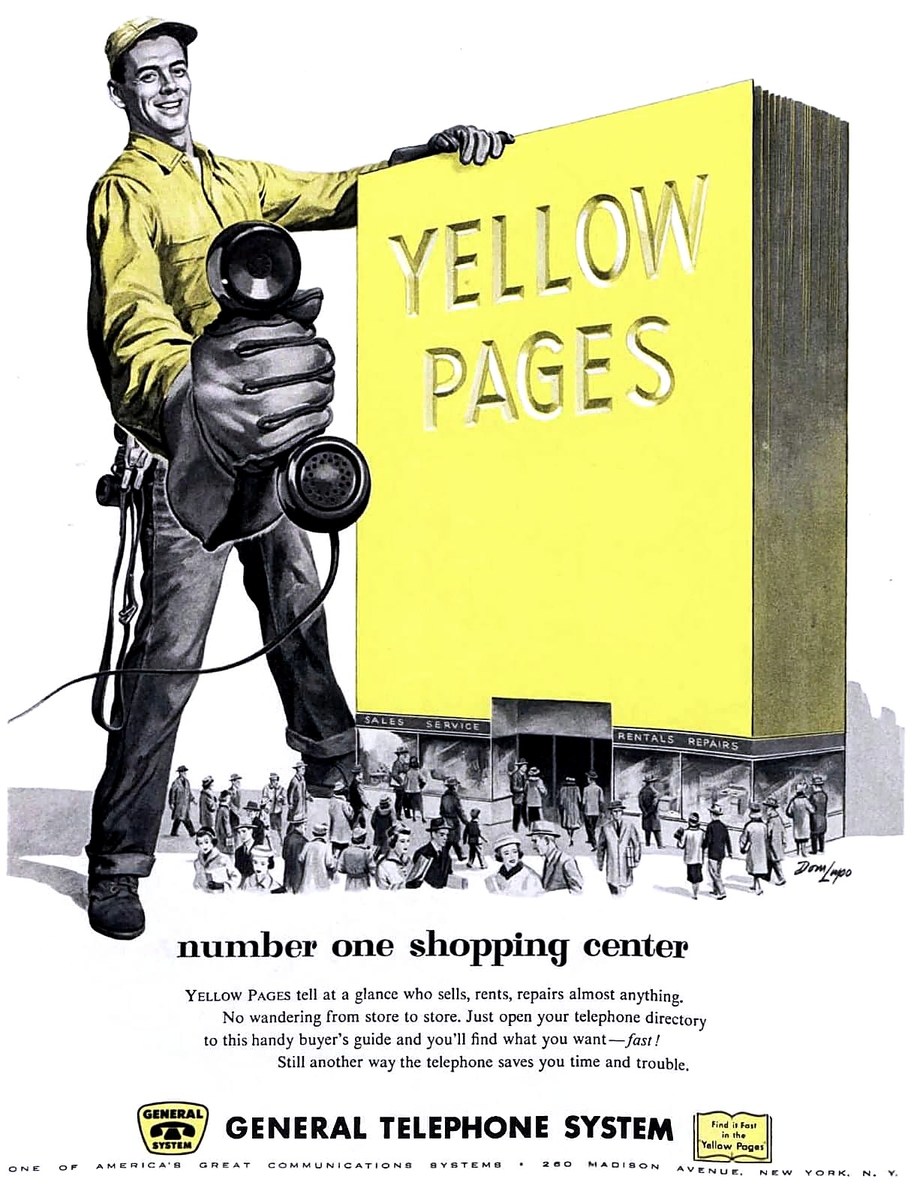 YELLOW
PAGES
SALES SERVICE
RENTALS REPAIRS
Dom Lupo
number one shopping center
YELLOW PAGES tell at a glance who sells, rents, repairs almost anything.
No wandering from store to store. Just open your telephone directory
to this handy buyer's guide and you'll find what you want—fast!
Still another way the telephone saves you time and trouble.
GENERAL
SYSTEM
GENERAL TELEPHONE SYSTEM
Find it Fast
in the
'Yellow Pages'
ONE OF AMERICA'S GREAT COMMUNICATIONS SYSTEMS • 260 MADISON AVENUE, NEW YORK, N. Y.